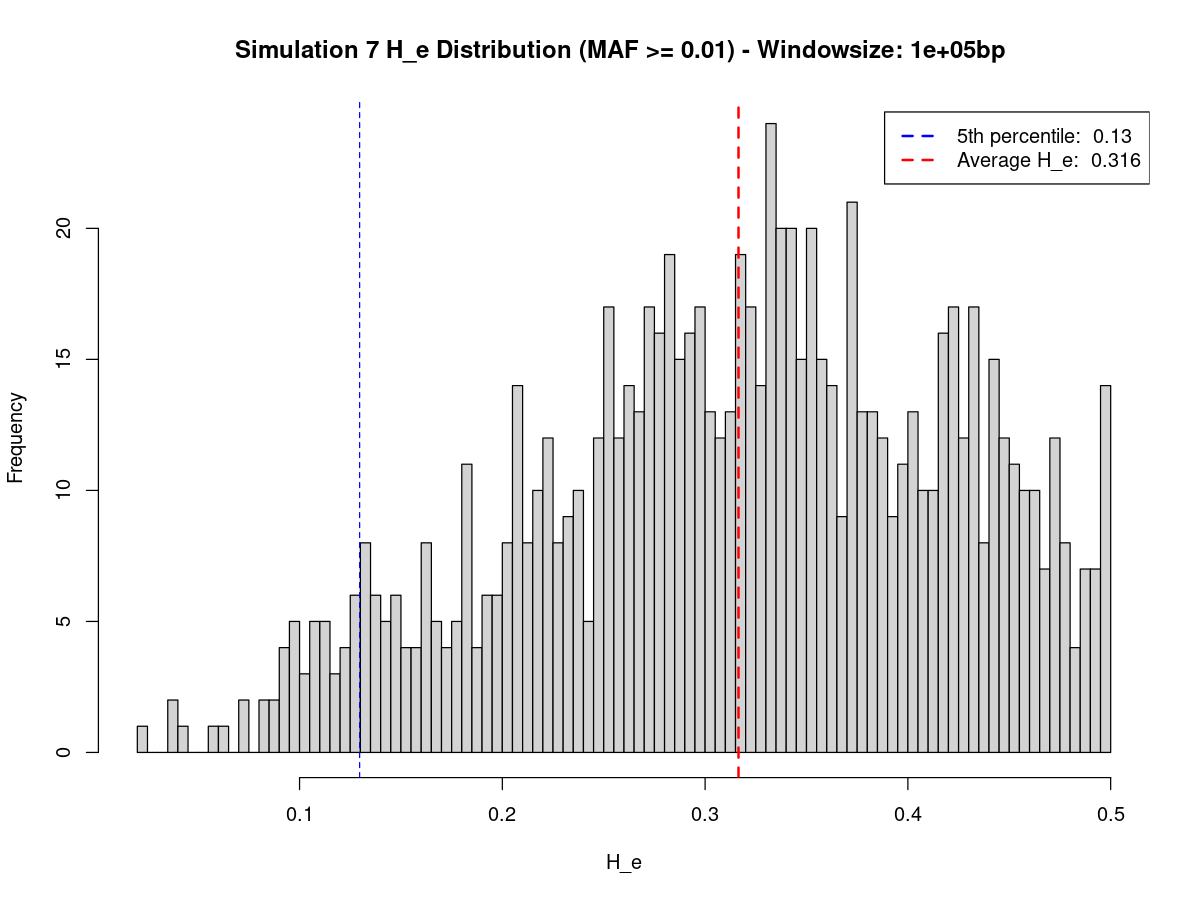 Simulation 7 H_e Distribution (MAF >= 0.01) - Windowsize: 1e+05bp
5th percentile:  0.13
Average H_e:  0.316
Frequency
20
15
10
5
0
0.1 0.2 0.3 0.4 0.5
H_e